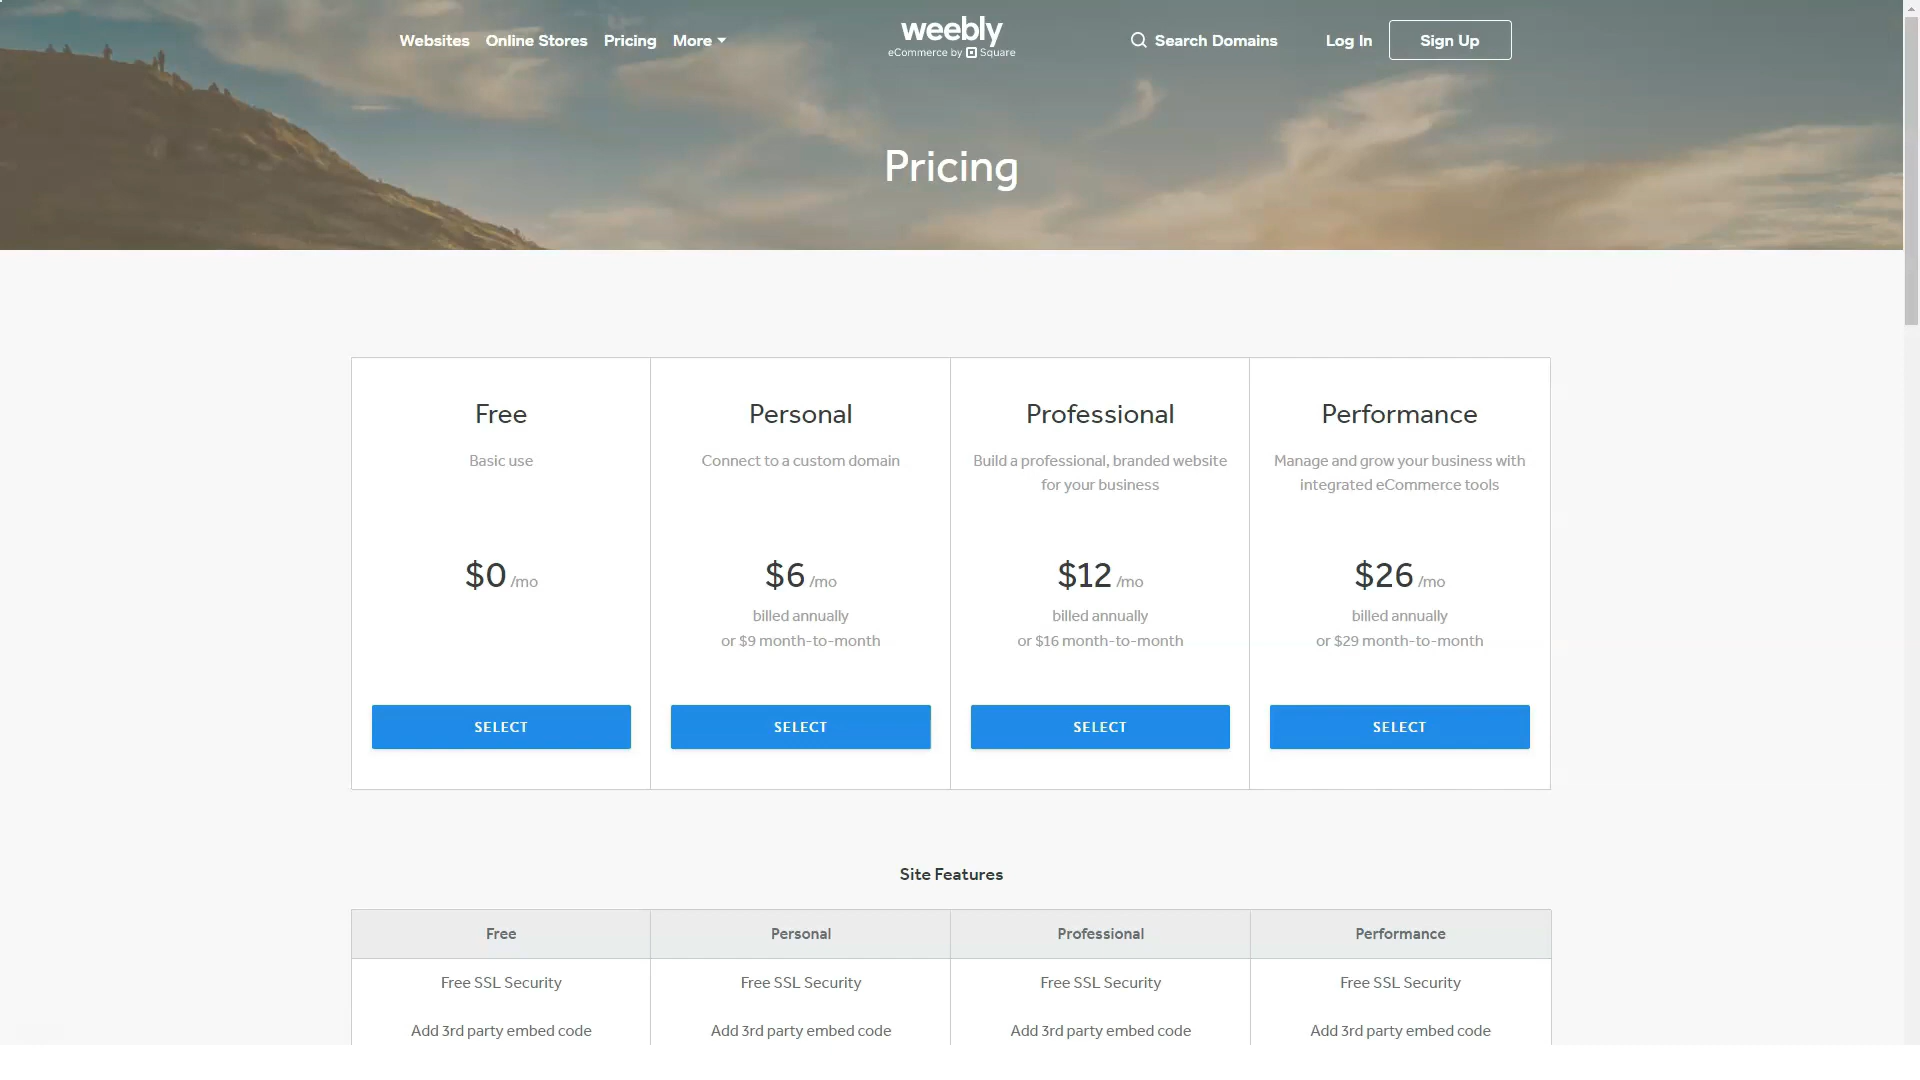 Websites Online Stores Pricing More
weebly
eCommerce by Square
Search Domains
Log In
Sign Up
Pricing
Free
Basic use
$0 /mo
SELECT
Personal
Connect to a custom domain
$6 /mo
billed annually
or $9 month-to-month
SELECT
Professional
Build a professional, branded website
for your business
$12 /mo
billed annually
or $16 month-to-month
SELECT
Performance
Manage and grow your business with
integrated eCommerce tools
$26 /mo
billed annually
or $29 month-to-month
SELECT
Site Features
Free Personal Professional Performance
Free SSL Security Free SSL Security Free SSL Security Free SSL Security
Add 3rd party embed code Add 3rd party embed code Add 3rd party embed code Add 3rd party embed code